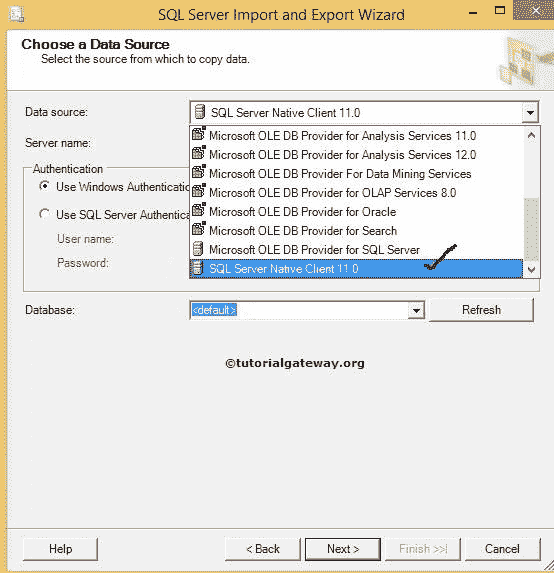 SQL Server Import and Export Wizard
Choose a Data Source
Select the source from which to copy data.
Data source:
SQL Server Native Client 11.0
Server name:
Microsoft OLE DB Provider for Analysis Services 11.0
Microsoft OLE DB Provider for Analysis Services 12.0
Microsoft OLE DB Provider For Data Mining Services
Microsoft OLE DB Provider for OLAP Services 8.0
Microsoft OLE DB Provider for Oracle
Microsoft OLE DB Provider for Search
Microsoft OLE DB Provider for SQL Server
SQL Server Native Client 11.0
Authentication
Use Windows Authenticatio
Use SQL Server Authentica
User name:
Password:
Database:
<default>
Refresh
©tutorialgateway.org
Help
< Back
Next >
Finish >>|
Cancel